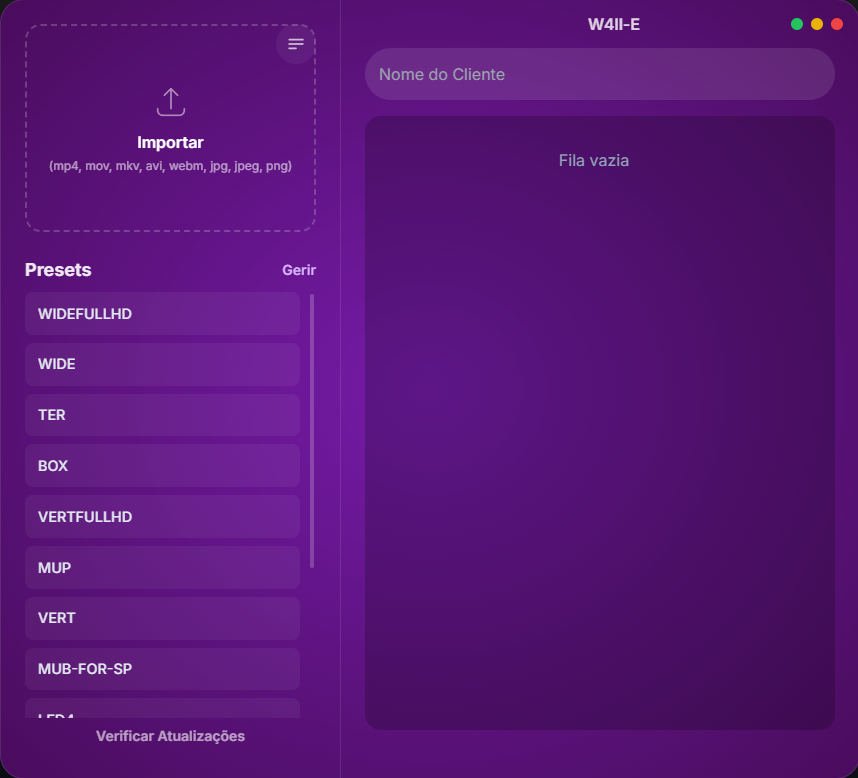 Importar
(mp4, mov, mkv, avi, webm, jpg, jpeg, png)
Presets
Gerir
WIDEFULLHD
WIDE
TER
BOX
VERTFULLHD
MUP
VERT
MUB-FOR-SP
Verificar Atualizações
W4II-E
Nome do Cliente
Fila vazia